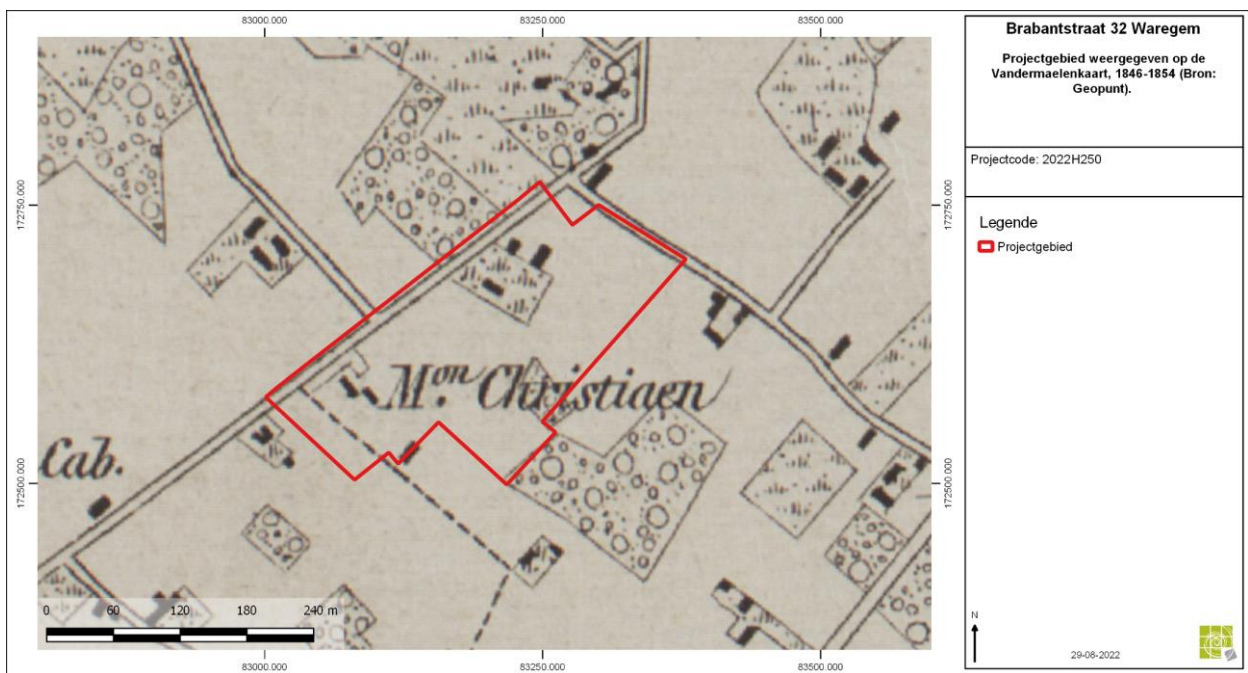 83000.000
83250.000
83500.000
172750.000
172750.000
M.on Christiaen
Cab.
172500.000
172500.000
0 60 120 180 240 m
83000.000
83250.000
83500.000
Brabantstraat 32 Waregem
Projectgebied weergegeven op de
Vandermaelenkaart, 1846-1854 (Bron:
Geopunt).
Projectcode: 2022H250
Legende
Projectgebied
N
29-08-2022